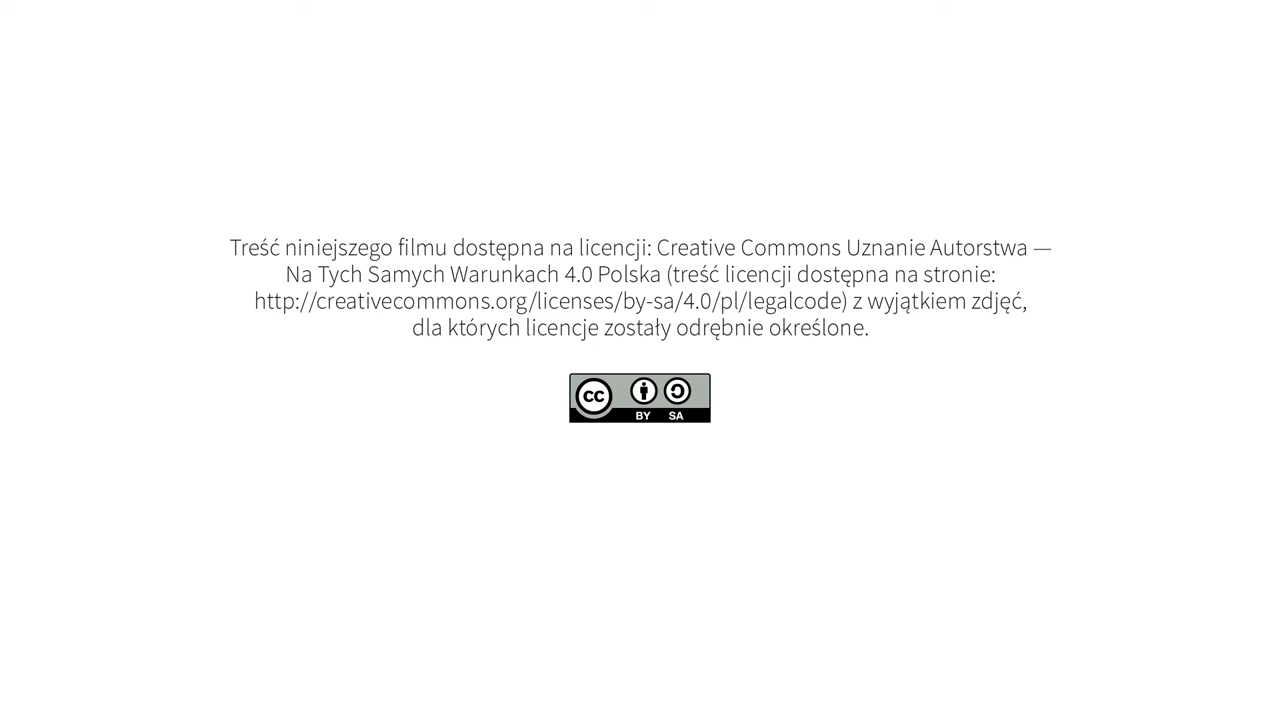 Treść niniejszego filmu dostępna na licencji: Creative Commons Uznanie Autorstwa —
Na Tych Samych Warunkach 4.0 Polska (treść licencji dostępna na stronie:
http://creativecommons.org/licenses/by-sa/4.0/pl/legalcode) z wyjątkiem zdjęć,
dla których licencje zostały odrębnie określone.
cc
BY SA